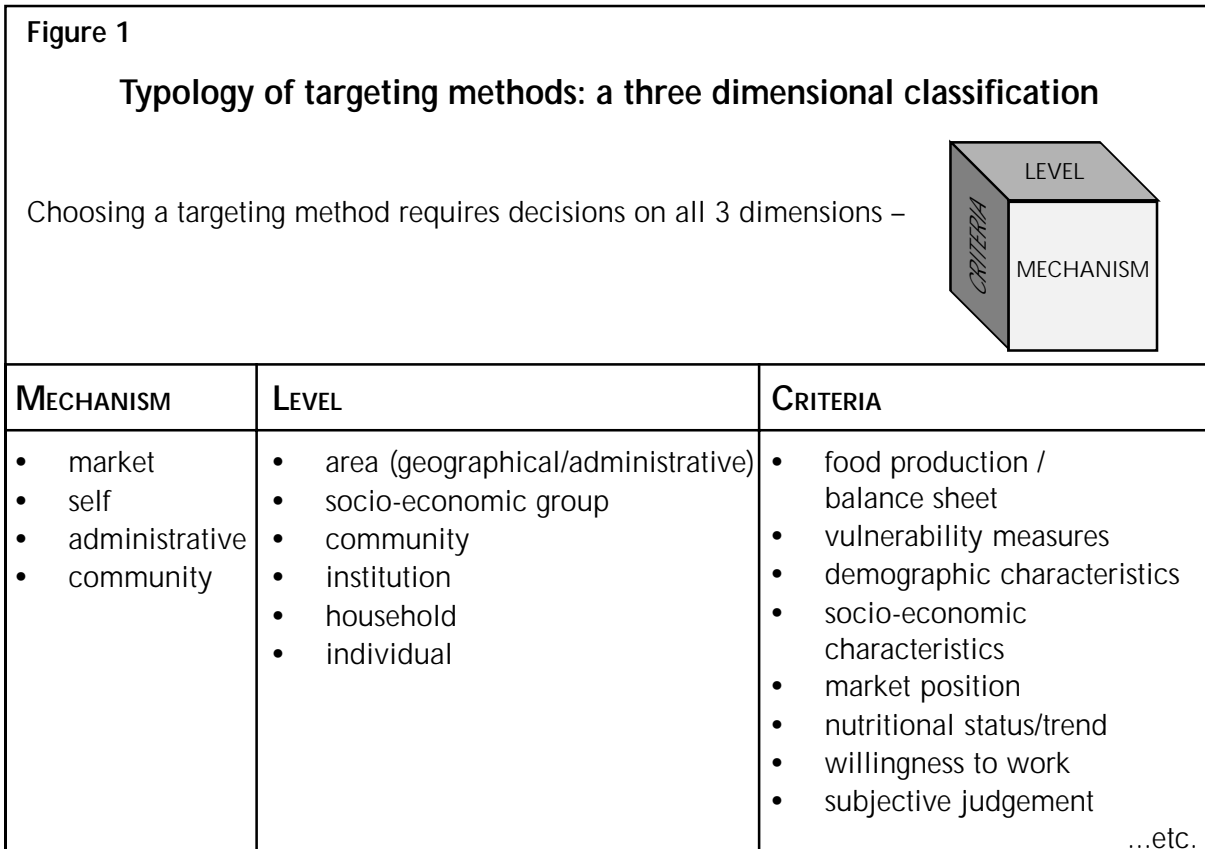 Figure 1
Typology of targeting methods: a three dimensional classification
Choosing a targeting method requires decisions on all 3 dimensions –
LEVEL
CRITERIA
MECHANISM
MECHANISM
• market
• self
• administrative
• community
LEVEL
• area (geographical/administrative)
• socio-economic group
• community
• institution
• household
• individual
CRITERIA
• food production /
balance sheet
• vulnerability measures
• demographic characteristics
• socio-economic
characteristics
• market position
• nutritional status/trend
• willingness to work
• subjective judgement
...etc.